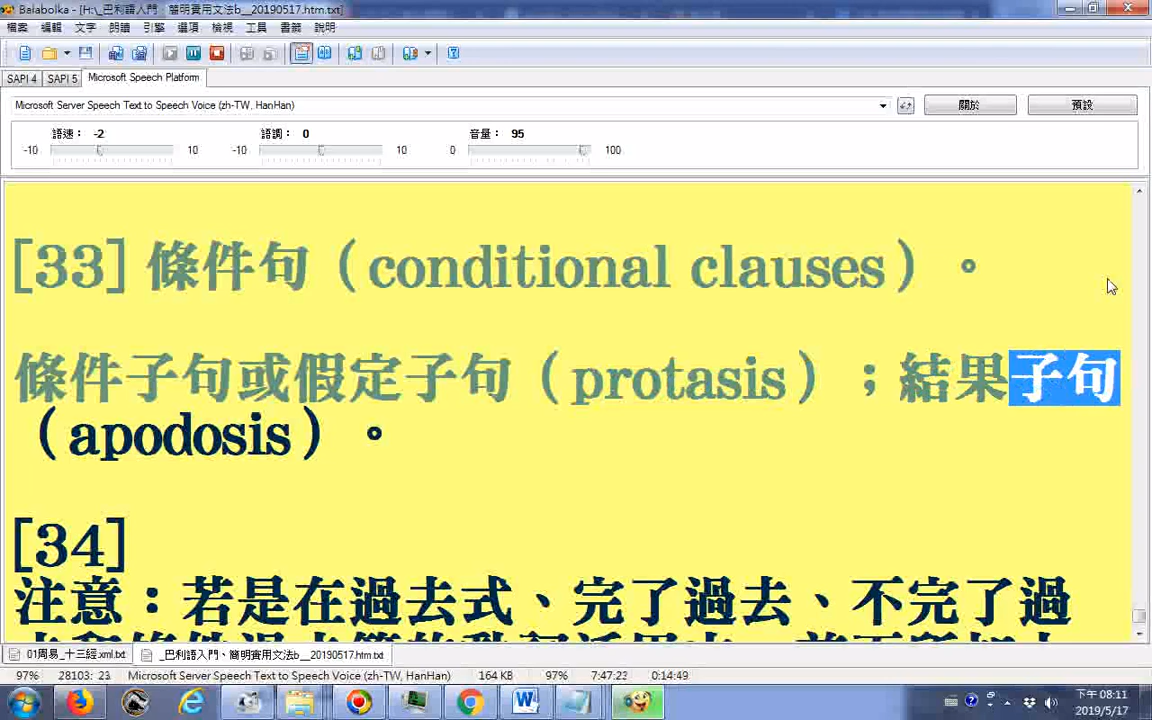 Balabolka - [H:\_巴利語入門、簡明實用文法b__20190517.htm.txt]
檔案 編輯 文字 朗讀 引擎 選項 檢視 工具 書籤 說明
SAPI 4 SAPI 5 Microsoft Speech Platform
Microsoft Server Speech Text to Speech Voice (zh-TW, HanHan) 關於 預設
語速： -2 語調： 0 音量： 95
-10 10 -10 10 0 100
[33] 條件句（conditional clauses）。
條件子句或假定子句（protasis）；結果子句
（apodosis）。
[34]
注意：若是在過去式、完了過去、不完了過
01周易_十三經.xml.txt _巴利語入門、簡明實用文法b__20190517.htm.txt
97% 28103: 23 Microsoft Server Speech Text to Speech Voice (zh-TW, HanHan) 164 KB 97% 7:47:23 0:14:49
下午 08:11
2019/5/17